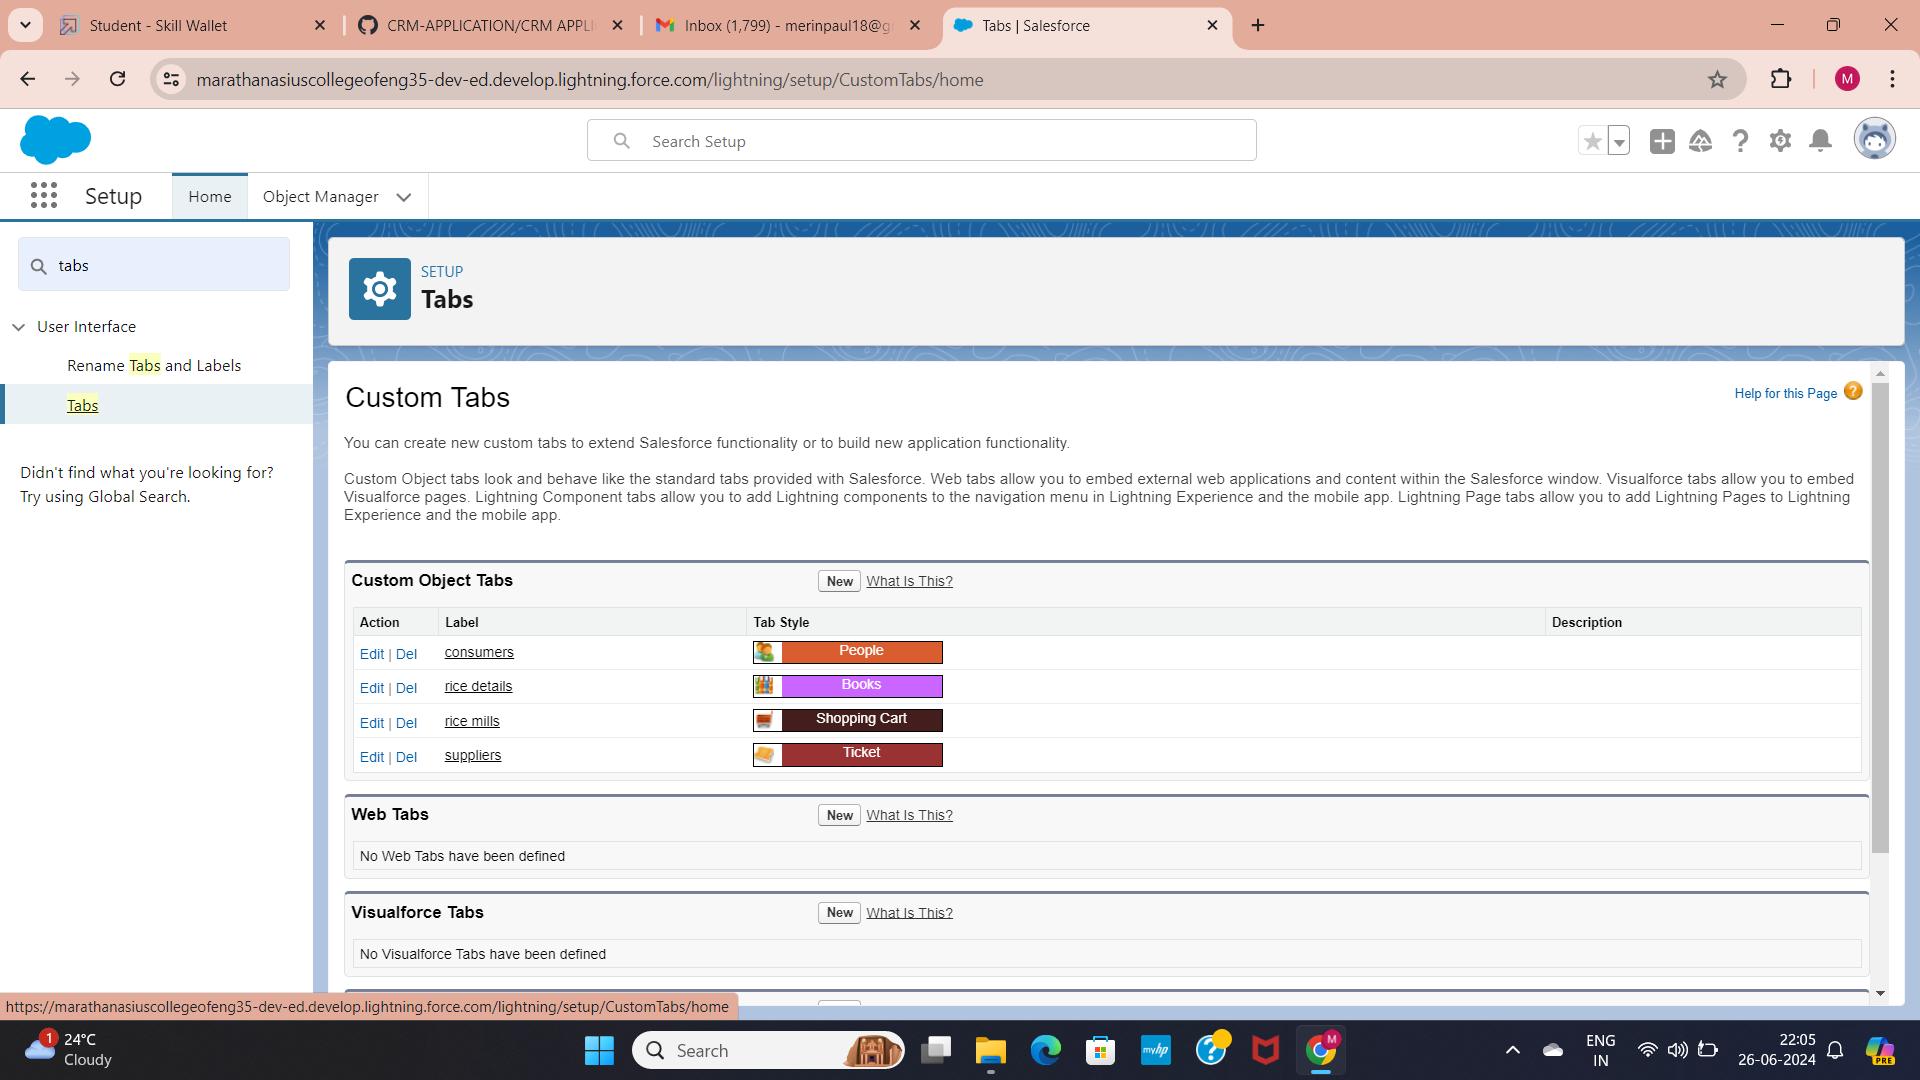 Student - Skill Wallet
CRM-APPLICATION/CRM APPLI
Inbox (1,799) - merinpaul18@g
Tabs | Salesforce
marathanasiuscollegeofeng35-dev-ed.develop.lightning.force.com/lightning/setup/CustomTabs/home
M
Search Setup
Setup
Home
Object Manager
tabs
User Interface
Rename Tabs and Labels
Tabs
Didn't find what you're looking for?
Try using Global Search.
SETUP
Tabs
Custom Tabs
Help for this Page ?
You can create new custom tabs to extend Salesforce functionality or to build new application functionality.
Custom Object tabs look and behave like the standard tabs provided with Salesforce. Web tabs allow you to embed external web applications and content within the Salesforce window. Visualforce tabs allow you to embed
Visualforce pages. Lightning Component tabs allow you to add Lightning components to the navigation menu in Lightning Experience and the mobile app. Lightning Page tabs allow you to add Lightning Pages to Lightning
Experience and the mobile app.
Custom Object Tabs New What Is This?
Action Label Tab Style Description
Edit | Del consumers People
Edit | Del rice details Books
Edit | Del rice mills Shopping Cart
Edit | Del suppliers Ticket
Web Tabs New What Is This?
No Web Tabs have been defined
Visualforce Tabs New What Is This?
No Visualforce Tabs have been defined
https://marathanasiuscollegeofeng35-dev-ed.develop.lightning.force.com/lightning/setup/CustomTabs/home
1
24°C
Cloudy
Search
myhp
?
M
ENG
IN
22:05
26-06-2024
PRE